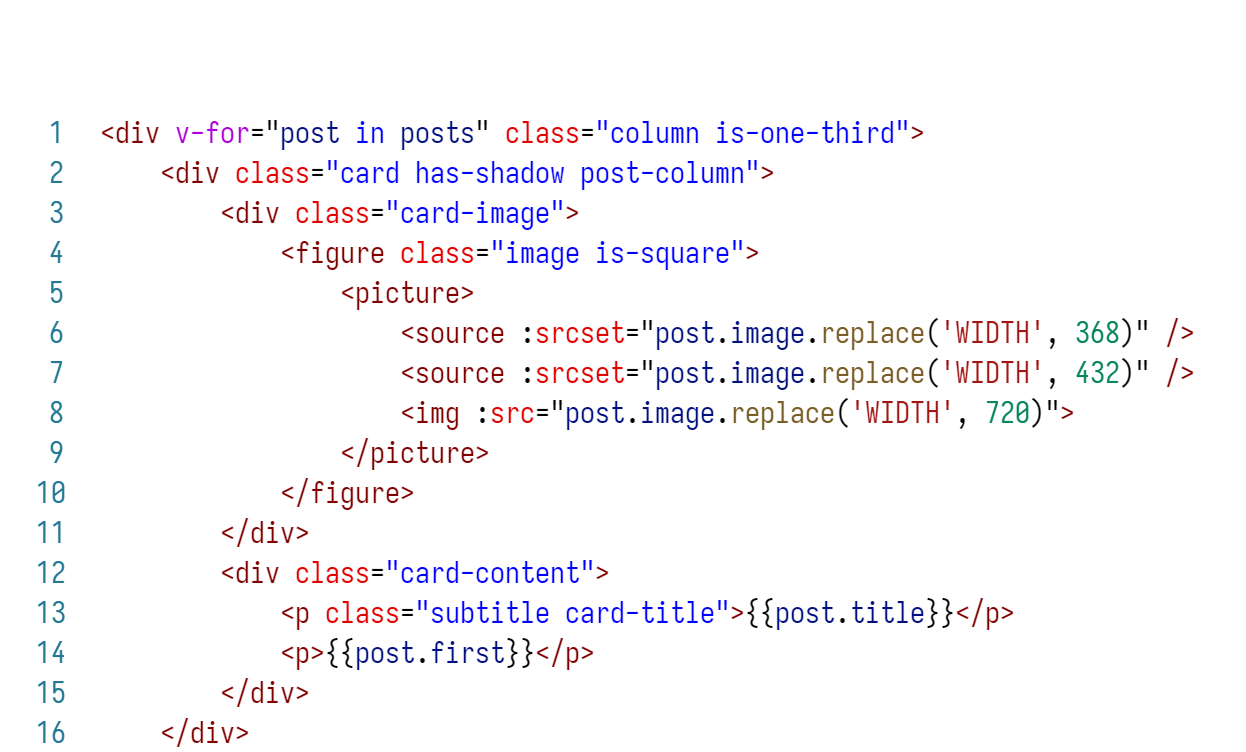 1 <div v-for="post in posts" class="column is-one-third">
2 <div class="card has-shadow post-column">
3 <div class="card-image">
4 <figure class="image is-square">
5 <picture>
6 <source :srcset="post.image.replace('WIDTH', 368)" />
7 <source :srcset="post.image.replace('WIDTH', 432)" />
8 <img :src="post.image.replace('WIDTH', 720)">
9 </picture>
10 </figure>
11 </div>
12 <div class="card-content">
13 <p class="subtitle card-title">{{post.title}}</p>
14 <p>{{post.first}}</p>
15 </div>
16 </div>